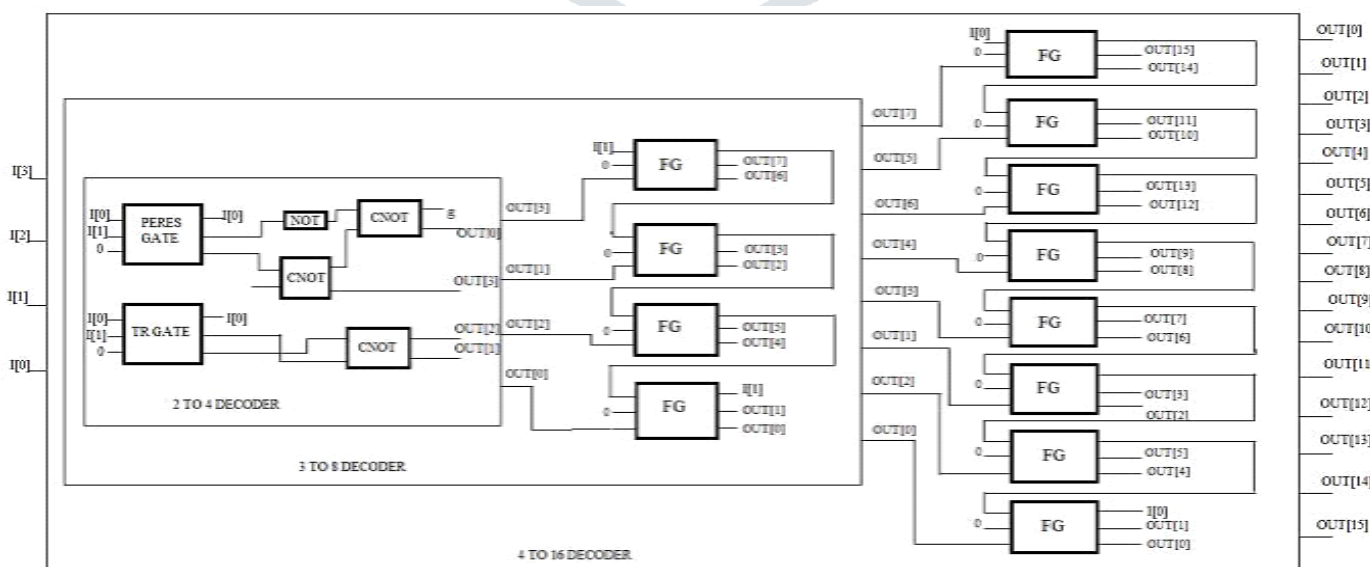 I[3]
I[2]
I[1]
I[0]
I[0]
I[1]
0
PERES
GATE
I[0]
NOT
CNOT
g
OUT[0]
CNOT
OUT[3]
I[0]
I[1]
0
TR GATE
I[0]
CNOT
OUT[2]
OUT[1]
2 TO 4 DECODER
OUT[3]
OUT[1]
OUT[2]
OUT[0]
I[1]
0
FG
OUT[7]
OUT[6]
0
FG
OUT[3]
OUT[2]
0
FG
OUT[5]
OUT[4]
0
FG
I[1]
OUT[1]
OUT[0]
3 TO 8 DECODER
OUT[7]
OUT[5]
OUT[6]
OUT[4]
OUT[3]
OUT[1]
OUT[2]
OUT[0]
I[0]
0
FG
OUT[15]
OUT[14]
0
FG
OUT[11]
OUT[10]
0
FG
OUT[13]
OUT[12]
0
FG
OUT[9]
OUT[8]
0
FG
OUT[7]
OUT[6]
0
FG
OUT[3]
OUT[2]
0
FG
OUT[5]
OUT[4]
0
FG
I[0]
OUT[1]
OUT[0]
4 TO 16 DECODER
OUT[0]
OUT[1]
OUT[2]
OUT[3]
OUT[4]
OUT[5]
OUT[6]
OUT[7]
OUT[8]
OUT[9]
OUT[10
OUT[11
OUT[12]
OUT[13]
OUT[14]
OUT[15]